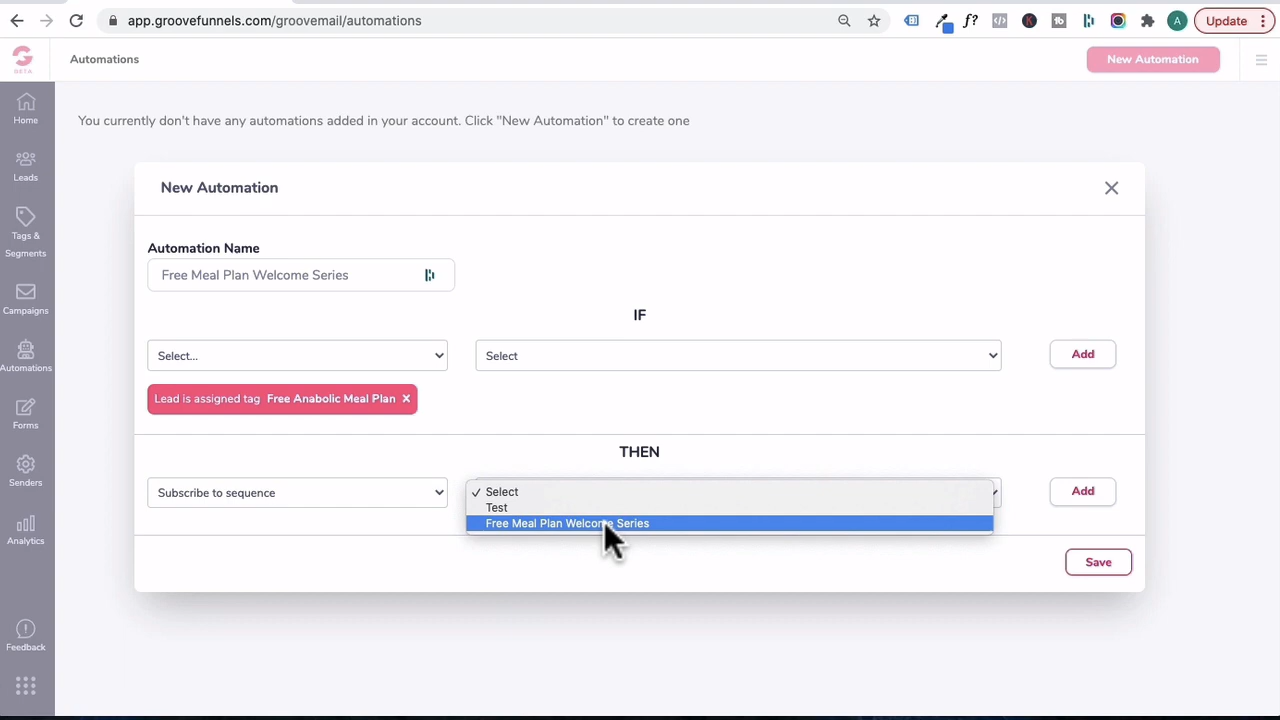 app.groovefunnels.com/groovemail/automations
Update
BETA
Automations
New Automation
Home
Leads
Tags &
Segments
Campaigns
Automations
Forms
Senders
Analytics
Feedback
You currently don't have any automations added in your account. Click "New Automation" to create one
New Automation
Automation Name
Free Meal Plan Welcome Series
IF
Select...
Select
Add
Lead is assigned tag Free Anabolic Meal Plan ×
THEN
Subscribe to sequence
✓ Select
Test
Free Meal Plan Welcome Series
Add
Save